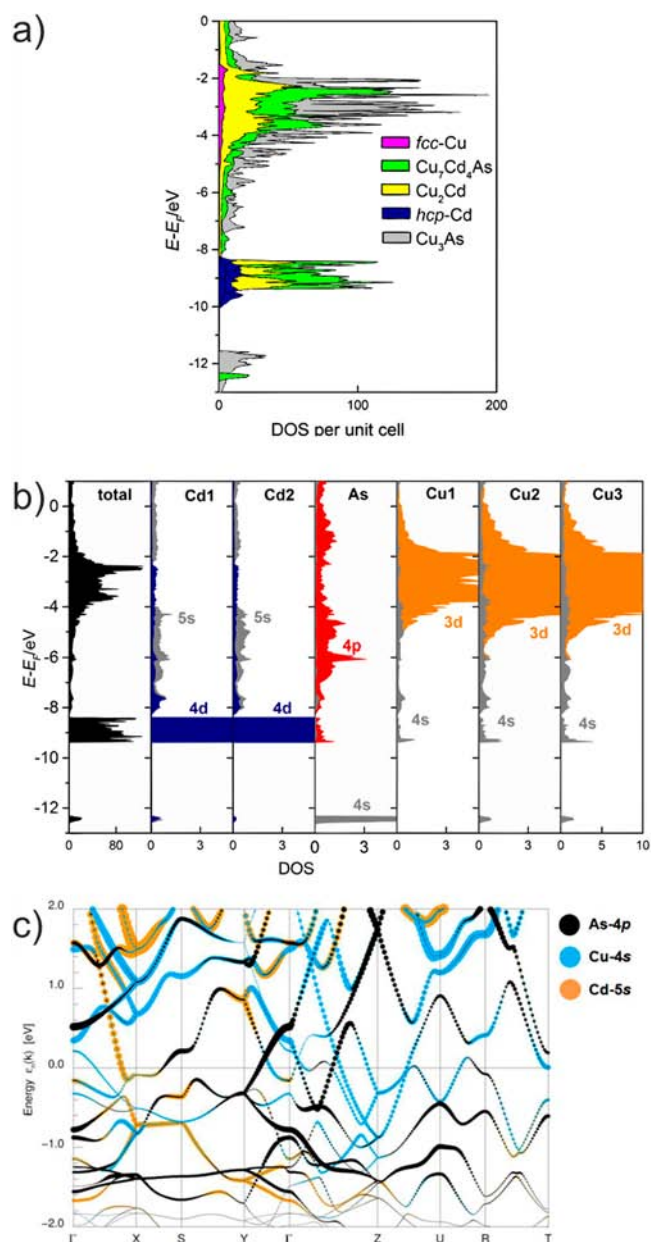 a)
0
-2
-4
-6
-8
-10
-12
E-E_F/eV
fcc-Cu
Cu₇Cd₄As
Cu₂Cd
hcp-Cd
Cu₃As
0 100 200
DOS per unit cell
b)
total Cd1 Cd2 As Cu1 Cu2 Cu3
0
-2
-4
-6
-8
-10
-12
E-E_F/eV
5s 5s 4p 3d 3d 3d
4d 4d 4s 4s 4s
4s
0 80 0 3 0 3 0 3 0 3 0 3 0 3 10
DOS
c)
2.0
1.0
0.0
-1.0
-2.0
Energy εₙ(k) [eV]
As-4p
Cu-4s
Cd-5s
Γ X S Y Γ Z U R T